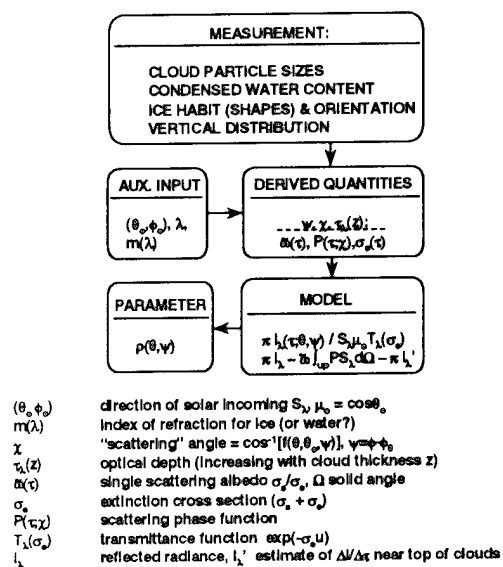 MEASUREMENT:
CLOUD PARTICLE SIZES
CONDENSED WATER CONTENT
ICE HABIT (SHAPES) & ORIENTATION
VERTICAL DISTRIBUTION
AUX. INPUT
(θₒ,φₒ), λ,
m(λ)
DERIVED QUANTITIES
ψ, χ, τλ(z);
ω̃(τ), P(τ;χ),σₑ(τ)
PARAMETER
ρ(θ,ψ)
MODEL
π Iλ(τ;θ,ψ) / Sλμₒ Tλ(σₑ)
π Iλ ~ ω̃ ∫up PSλdΩ – π Iλ'
(θₒ φₒ) direction of solar incoming Sλ, μₒ = cosθₒ
m(λ) index of refraction for ice (or water?)
χ "scattering" angle = cos⁻¹[f(θ,θₒ,ψ)], ψ=φ-φ₀
τλ(z) optical depth (increasing with cloud thickness z)
ω̃(τ) single scattering albedo σₛ/σₑ, Ω solid angle
σₑ extinction cross section (σₛ + σₐ)
P(τ;χ) scattering phase function
Tλ(σₑ) transmittance function exp(-σₑu)
Iλ reflected radiance, Iλ' estimate of ΔI/Δτ near top of clouds